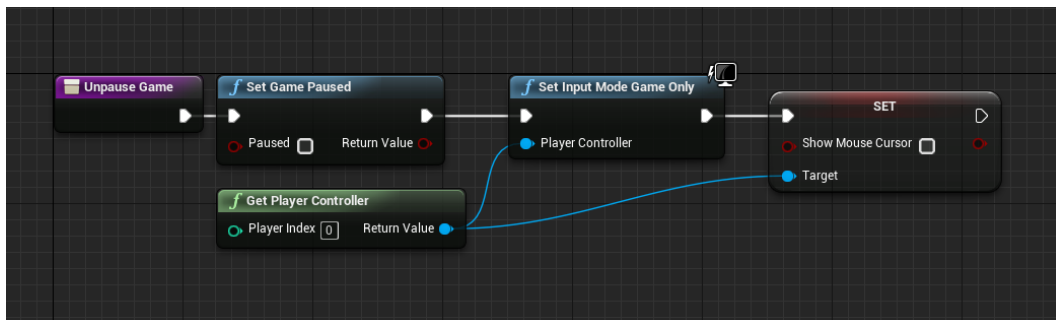 Unpause Game
f Set Game Paused
Paused
Return Value
f Set Input Mode Game Only
Player Controller
SET
Show Mouse Cursor
Target
f Get Player Controller
Player Index 0
Return Value